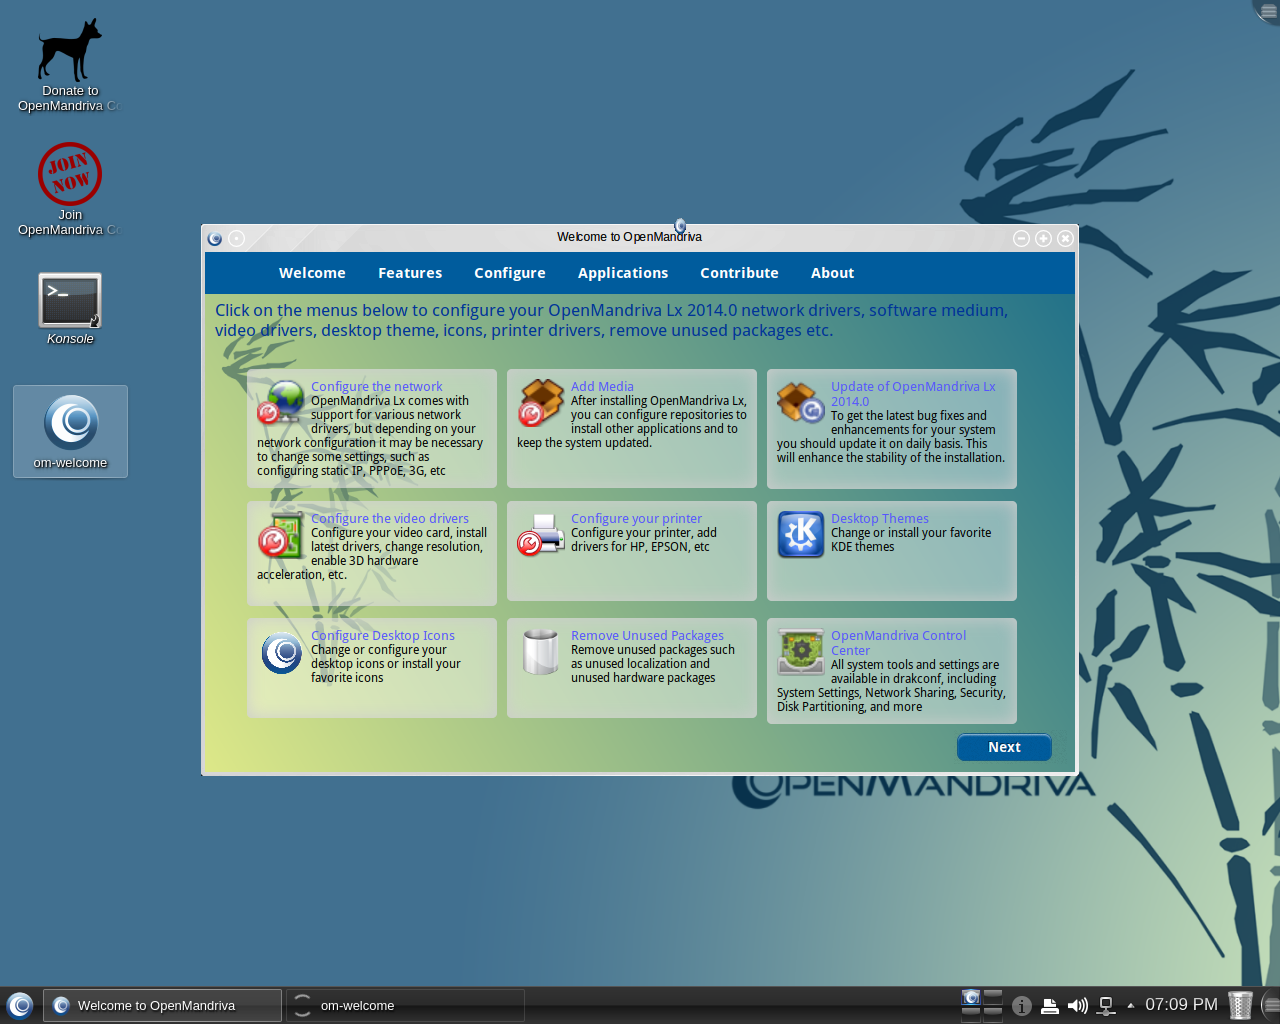 Donate to
OpenMandriva Co
JOIN
NOW
Join
OpenMandriva Co
>_
Konsole
om-welcome
Welcome to OpenMandriva
Welcome Features Configure Applications Contribute About
Click on the menus below to configure your OpenMandriva Lx 2014.0 network drivers, software medium,
video drivers, desktop theme, icons, printer drivers, remove unused packages etc.
Configure the network
OpenMandriva Lx comes with
support for various network
drivers, but depending on your
network configuration it may be necessary
to change some settings, such as
configuring static IP, PPPoE, 3G, etc
Add Media
After installing OpenMandriva Lx,
you can configure repositories to
install other applications and to
keep the system updated.
Update of OpenMandriva Lx
2014.0
To get the latest bug fixes and
enhancements for your system
you should update it on daily basis. This
will enhance the stability of the installation.
Configure the video drivers
Configure your video card, install
latest drivers, change resolution,
enable 3D hardware
acceleration, etc.
Configure your printer
Configure your printer, add
drivers for HP, EPSON, etc
Desktop Themes
Change or install your favorite
KDE themes
Configure Desktop Icons
Change or configure your
desktop icons or install your
favorite icons
Remove Unused Packages
Remove unused packages such
as unused localization and
unused hardware packages
OpenMandriva Control
Center
All system tools and settings are
available in drakconf, including
System Settings, Network Sharing, Security,
Disk Partitioning, and more
Next
OPENMANDRIVA
Welcome to OpenMandriva
om-welcome
07:09 PM